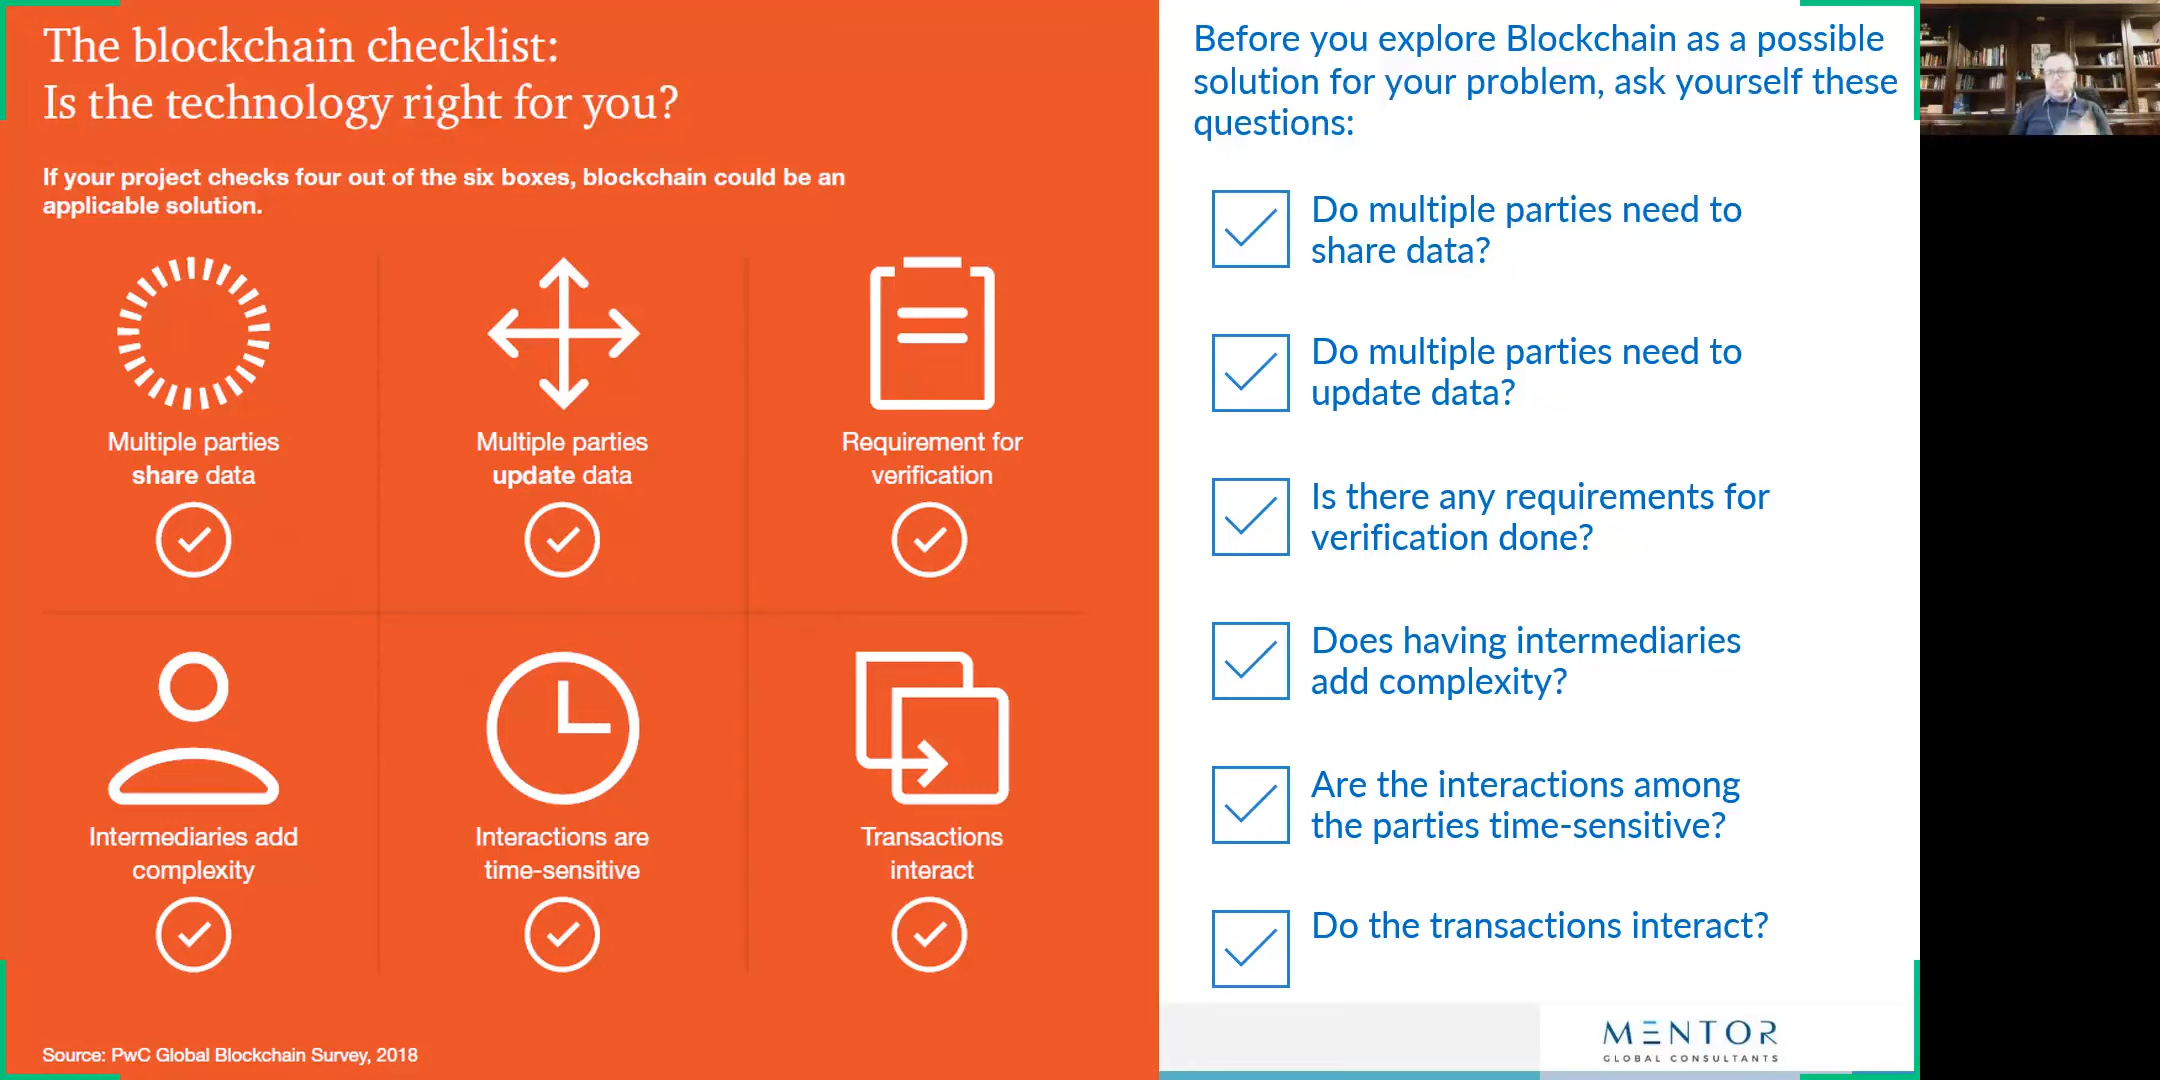 The blockchain checklist:
Is the technology right for you?
If your project checks four out of the six boxes, blockchain could be an
applicable solution.
Multiple parties
share data
Multiple parties
update data
Requirement for
verification
Intermediaries add
complexity
Interactions are
time-sensitive
Transactions
interact
Source: PwC Global Blockchain Survey, 2018
Before you explore Blockchain as a possible
solution for your problem, ask yourself these
questions:
Do multiple parties need to
share data?
Do multiple parties need to
update data?
Is there any requirements for
verification done?
Does having intermediaries
add complexity?
Are the interactions among
the parties time-sensitive?
Do the transactions interact?
MENTOR
GLOBAL CONSULTANTS